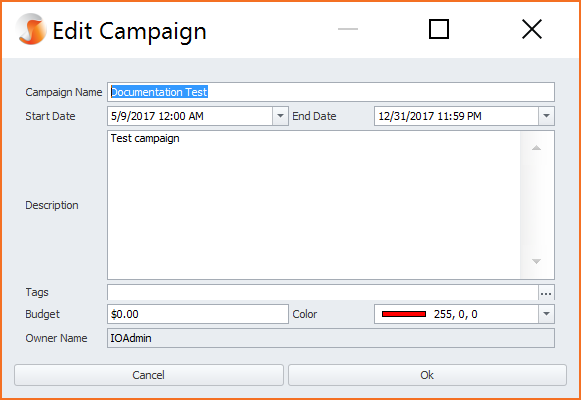 Edit Campaign
Campaign Name Documentation Test
Start Date 5/9/2017 12:00 AM End Date 12/31/2017 11:59 PM
Test campaign
Description
Tags ...
Budget $0.00 Color 255, 0, 0
Owner Name IOAdmin
Cancel Ok